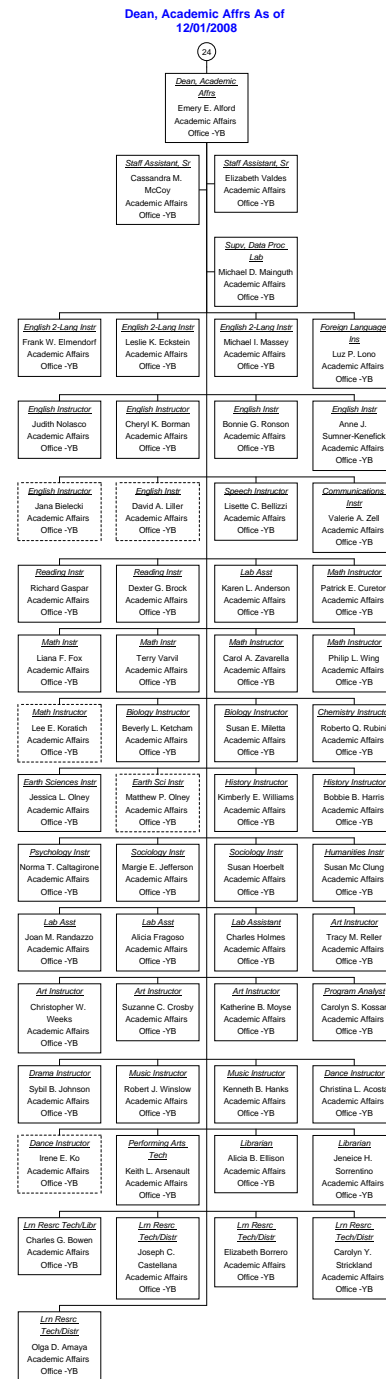 Dean, Academic Affrs As of
12/01/2008
24
Dean, Academic
Affrs
Emery E. Alford
Academic Affairs
Office -YB
Staff Assistant, Sr
Cassandra M.
McCoy
Academic Affairs
Office -YB
Staff Assistant, Sr
Elizabeth Valdes
Academic Affairs
Office -YB
Supv, Data Proc
Lab
Michael D. Mainguth
Academic Affairs
Office -YB
English 2-Lang Instr
Frank W. Elmendorf
Academic Affairs
Office -YB
English 2-Lang Instr
Leslie K. Eckstein
Academic Affairs
Office -YB
English 2-Lang Instr
Michael I. Massey
Academic Affairs
Office -YB
Foreign Language
Ins
Luz P. Lono
Academic Affairs
Office -YB
English Instructor
Judith Nolasco
Academic Affairs
Office -YB
English Instructor
Cheryl K. Borman
Academic Affairs
Office -YB
English Instr
Bonnie G. Ronson
Academic Affairs
Office -YB
English Instr
Anne J.
Sumner-Kenefick
Academic Affairs
Office -YB
English Instructor
Jana Bielecki
Academic Affairs
Office -YB
English Instr
David A. Liller
Academic Affairs
Office -YB
Speech Instructor
Lisette C. Bellizzi
Academic Affairs
Office -YB
Communications
Instr
Valerie A. Zell
Academic Affairs
Office -YB
Reading Instr
Richard Gaspar
Academic Affairs
Office -YB
Reading Instr
Dexter G. Brock
Academic Affairs
Office -YB
Lab Asst
Karen L. Anderson
Academic Affairs
Office -YB
Math Instructor
Patrick E. Cureton
Academic Affairs
Office -YB
Math Instr
Liana F. Fox
Academic Affairs
Office -YB
Math Instr
Terry Varvil
Academic Affairs
Office -YB
Math Instructor
Carol A. Zavarella
Academic Affairs
Office -YB
Math Instructor
Philip L. Wing
Academic Affairs
Office -YB
Math Instructor
Lee E. Koratich
Academic Affairs
Office -YB
Biology Instructor
Beverly L. Ketcham
Academic Affairs
Office -YB
Biology Instructor
Susan E. Miletta
Academic Affairs
Office -YB
Chemistry Instructor
Roberto Q. Rubini
Academic Affairs
Office -YB
Earth Sciences Instr
Jessica L. Olney
Academic Affairs
Office -YB
Earth Sci Instr
Matthew P. Olney
Academic Affairs
Office -YB
History Instructor
Kimberly E. Williams
Academic Affairs
Office -YB
History Instructor
Bobbie B. Harris
Academic Affairs
Office -YB
Psychology Instr
Norma T. Caltagirone
Academic Affairs
Office -YB
Sociology Instr
Margie E. Jefferson
Academic Affairs
Office -YB
Sociology Instr
Susan Hoerbelt
Academic Affairs
Office -YB
Humanities Instr
Susan Mc Clung
Academic Affairs
Office -YB
Lab Asst
Joan M. Randazzo
Academic Affairs
Office -YB
Lab Asst
Alicia Fragoso
Academic Affairs
Office -YB
Lab Assistant
Charles Holmes
Academic Affairs
Office -YB
Art Instructor
Tracy M. Reller
Academic Affairs
Office -YB
Art Instructor
Christopher W.
Weeks
Academic Affairs
Office -YB
Art Instructor
Suzanne C. Crosby
Academic Affairs
Office -YB
Art Instructor
Katherine B. Moyse
Academic Affairs
Office -YB
Program Analyst
Carolyn S. Kossar
Academic Affairs
Office -YB
Drama Instructor
Sybil B. Johnson
Academic Affairs
Office -YB
Music Instructor
Robert J. Winslow
Academic Affairs
Office -YB
Music Instructor
Kenneth B. Hanks
Academic Affairs
Office -YB
Dance Instructor
Christina L. Acosta
Academic Affairs
Office -YB
Dance Instructor
Irene E. Ko
Academic Affairs
Office -YB
Performing Arts
Tech
Keith L. Arsenault
Academic Affairs
Office -YB
Librarian
Alicia B. Ellison
Academic Affairs
Office -YB
Librarian
Jeneice H.
Sorrentino
Academic Affairs
Office -YB
Lrn Resrc Tech/Libr
Charles G. Bowen
Academic Affairs
Office -YB
Lrn Resrc
Tech/Distr
Joseph C.
Castellana
Academic Affairs
Office -YB
Lrn Resrc
Tech/Distr
Elizabeth Borrero
Academic Affairs
Office -YB
Lrn Resrc
Tech/Distr
Carolyn Y.
Strickland
Academic Affairs
Office -YB
Lrn Resrc
Tech/Distr
Olga D. Amaya
Academic Affairs
Office -YB